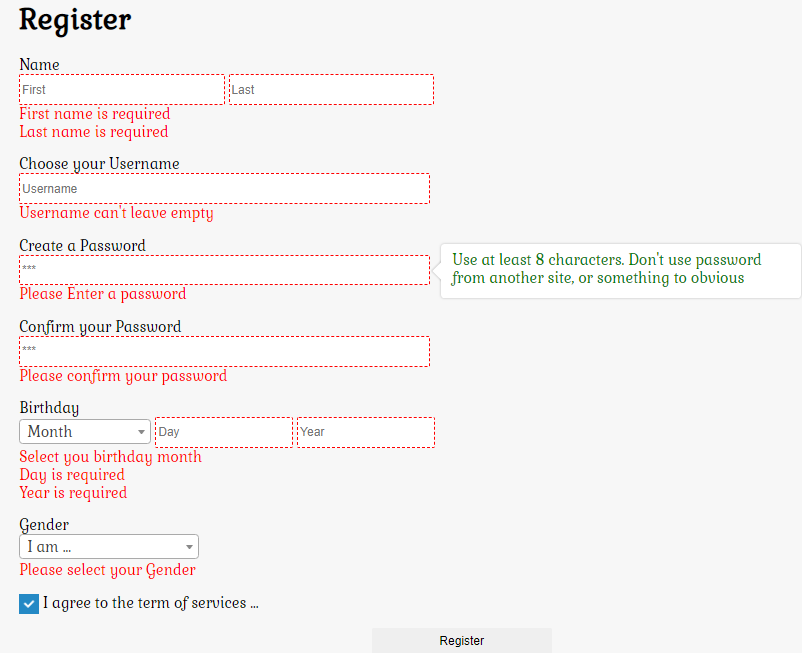 Register
Name
First Last
First name is required
Last name is required
Choose your Username
Username
Username can't leave empty
Create a Password
***
Use at least 8 characters. Don't use password
from another site, or something to obvious
Please Enter a password
Confirm your Password
***
Please confirm your password
Birthday
Month Day Year
Select you birthday month
Day is required
Year is required
Gender
I am ...
Please select your Gender
I agree to the term of services ...
Register